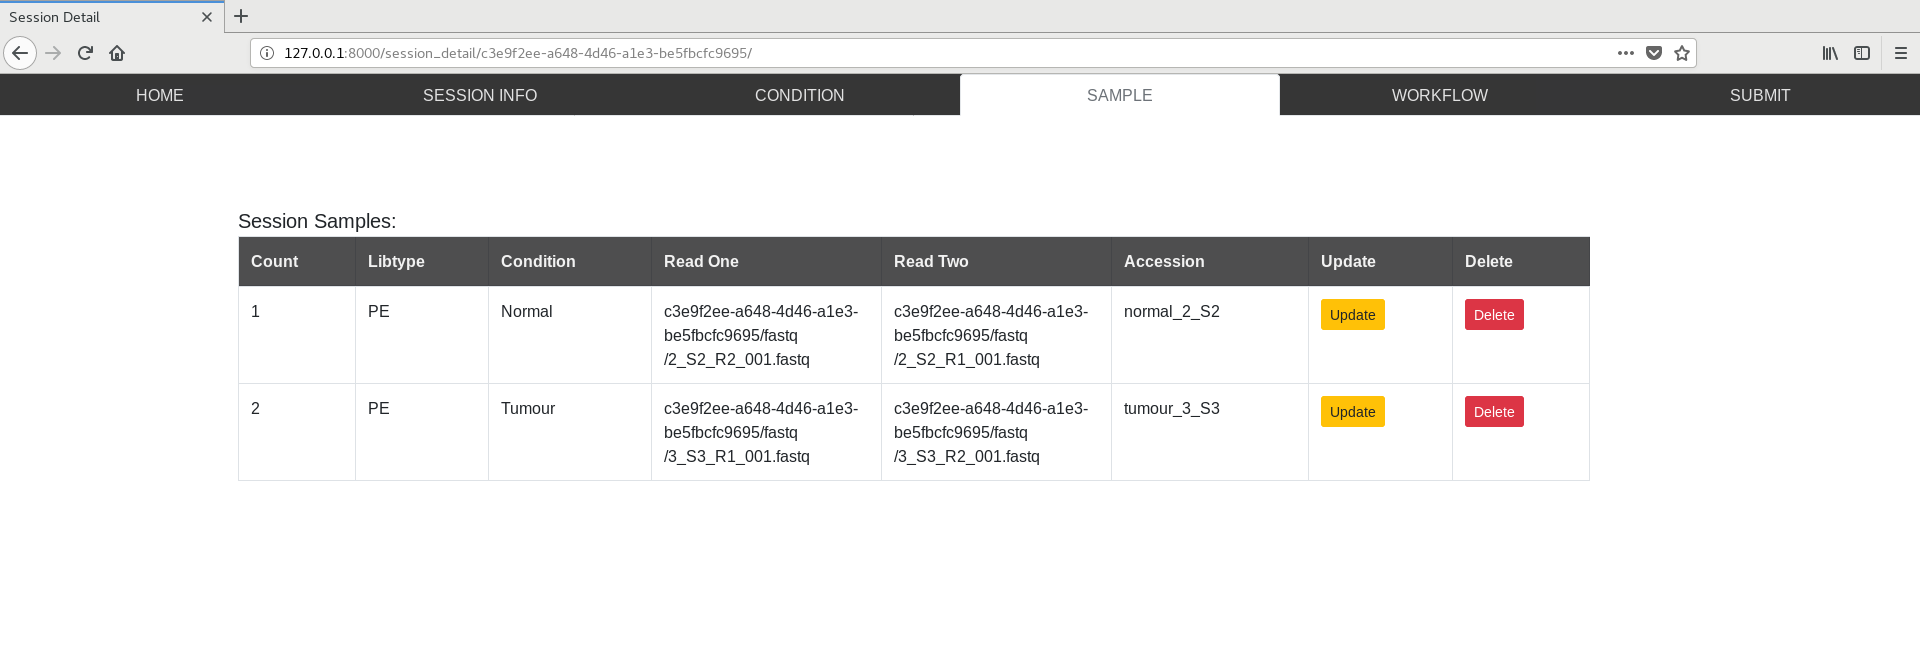 Session Detail
127.0.0.1:8000/session_detail/c3e9f2ee-a648-4d46-a1e3-be5fbcfc9695/
HOME SESSION INFO CONDITION SAMPLE WORKFLOW SUBMIT
Session Samples:
Count Libtype Condition Read One Read Two Accession Update Delete
1 PE Normal c3e9f2ee-a648-4d46-a1e3- c3e9f2ee-a648-4d46-a1e3- normal_2_S2 Update Delete
be5fbcfc9695/fastq be5fbcfc9695/fastq
/2_S2_R2_001.fastq /2_S2_R1_001.fastq
2 PE Tumour c3e9f2ee-a648-4d46-a1e3- c3e9f2ee-a648-4d46-a1e3- tumour_3_S3 Update Delete
be5fbcfc9695/fastq be5fbcfc9695/fastq
/3_S3_R1_001.fastq /3_S3_R2_001.fastq